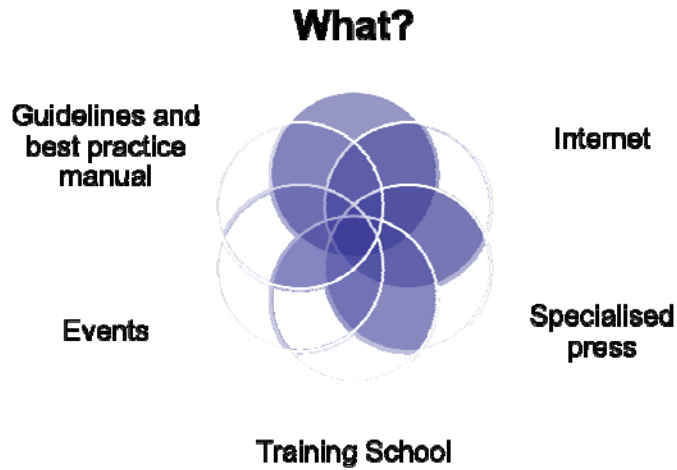 What?
Guidelines and
best practice
manual
Internet
Events
Specialised
press
Training School